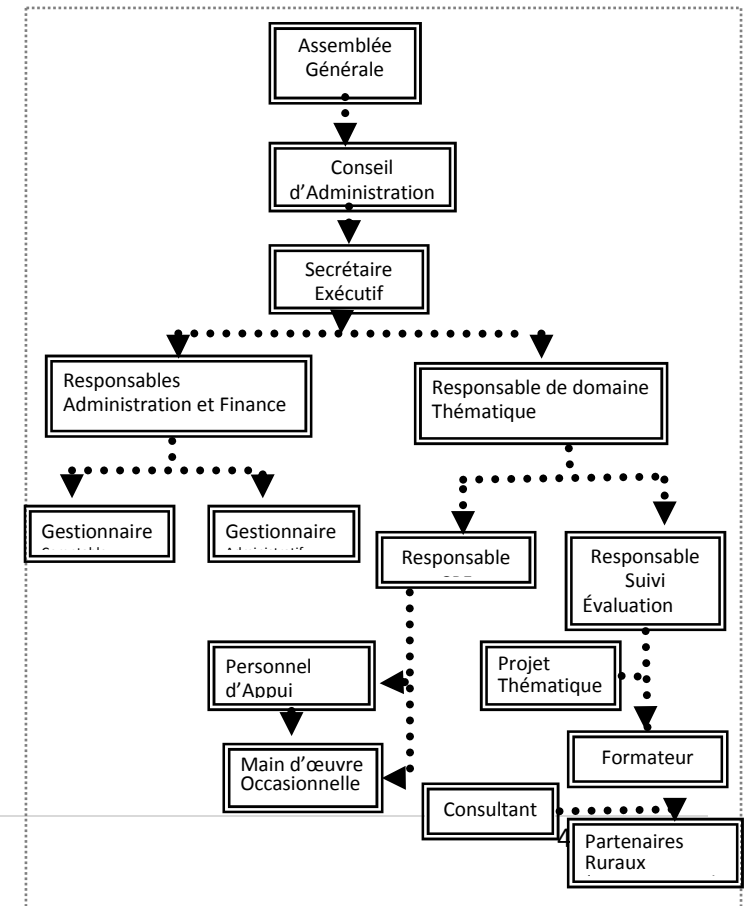 Assemblée
Générale
Conseil
d’Administration
Secrétaire
Exécutif
Responsables
Administration et Finance
Responsable de domaine
Thématique
Gestionnaire
Gestionnaire
Responsable
Responsable
Suivi
Évaluation
Personnel
d’Appui
Projet
Thématique
Main d’œuvre
Occasionnelle
Formateur
Consultant
4
Partenaires
Ruraux